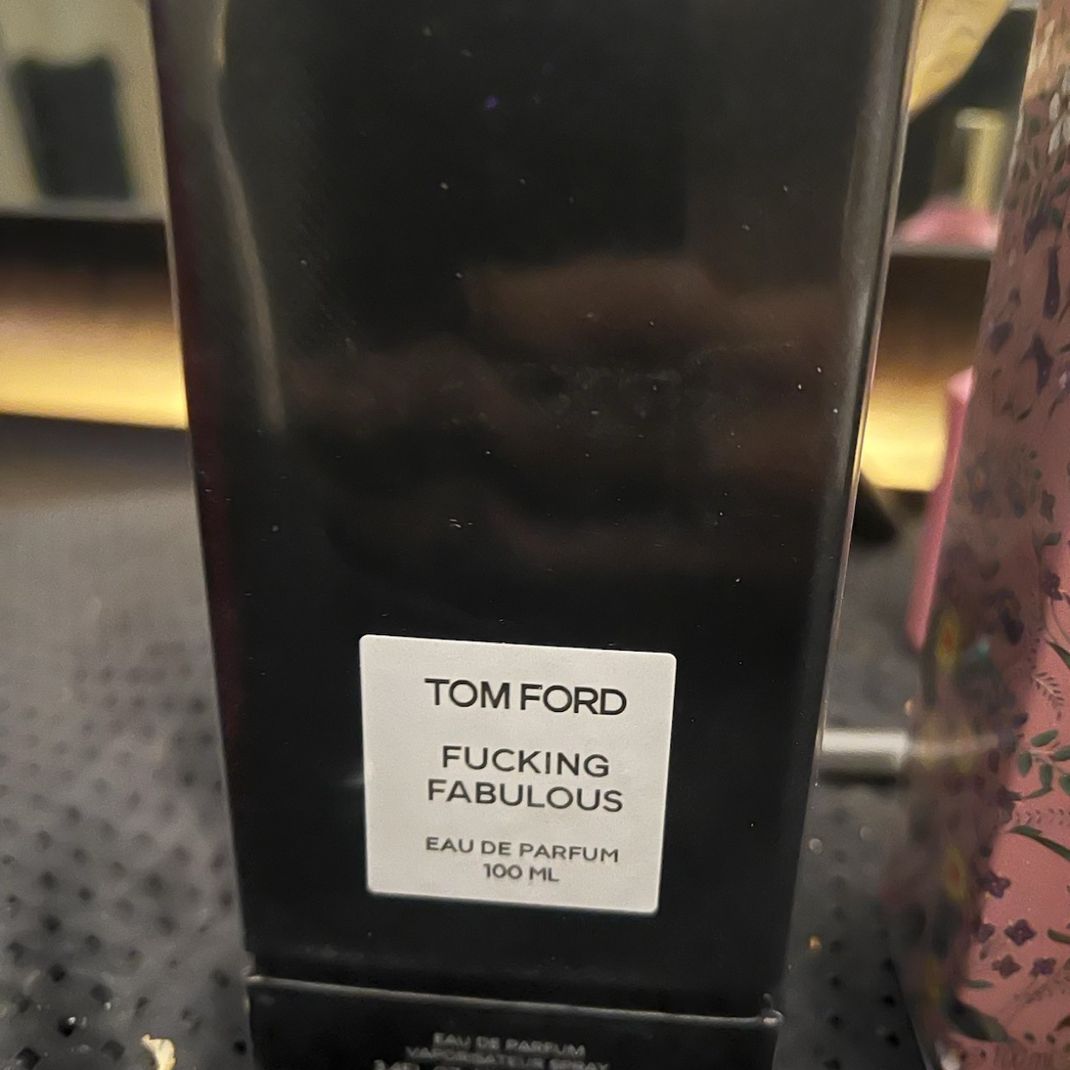 TOM FORD
FUCKING
FABULOUS
EAU DE PARFUM
100 ML
EAU DE PARFUM
VAPORISATEUR SPRAY